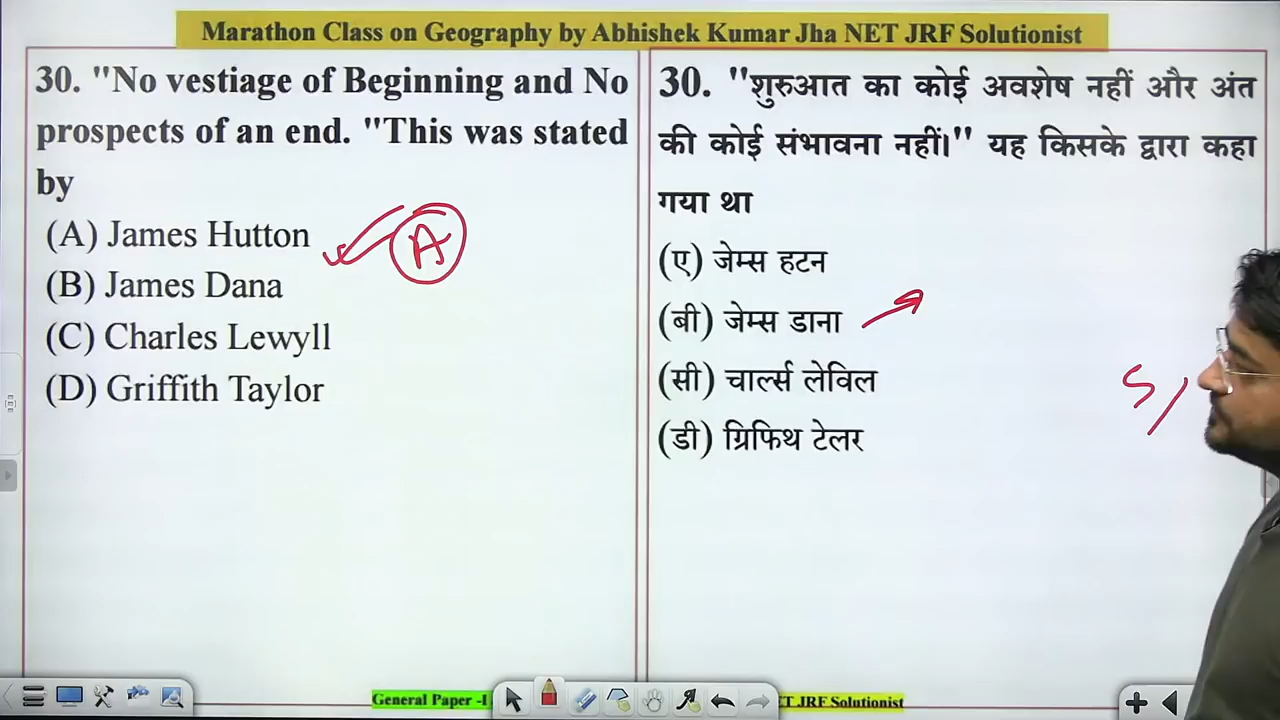 Marathon Class on Geography by Abhishek Kumar Jha NET JRF Solutionist
30. "No vestiage of Beginning and No
prospects of an end. "This was stated
by
(A) James Hutton
A
(B) James Dana
(C) Charles Lewyll
(D) Griffith Taylor
30. "शुरुआत का कोई अवशेष नहीं और अंत
की कोई संभावना नहीं।" यह किसके द्वारा कहा
गया था
(ए) जेम्स हटन
(बी) जेम्स डाना
(सी) चार्ल्स लेविल
(डी) ग्रिफिथ टेलर
General Paper -I
ET JRF Solutionist